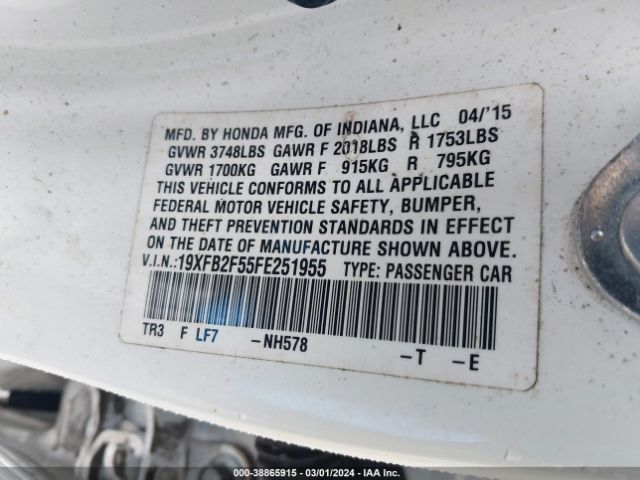 MFD. BY HONDA MFG. OF INDIANA, LLC 04/'15
GVWR 3748LBS GAWR F 2018LBS R 1753LBS
GVWR 1700KG GAWR F 915KG R 795KG
THIS VEHICLE CONFORMS TO ALL APPLICABLE
FEDERAL MOTOR VEHICLE SAFETY, BUMPER,
AND THEFT PREVENTION STANDARDS IN EFFECT
ON THE DATE OF MANUFACTURE SHOWN ABOVE.
V.I.N.:19XFB2F55FE251955 TYPE: PASSENGER CAR
TR3 F LF7 -NH578 -T -E
000-38865915 - 03/01/2024 - IAA Inc.